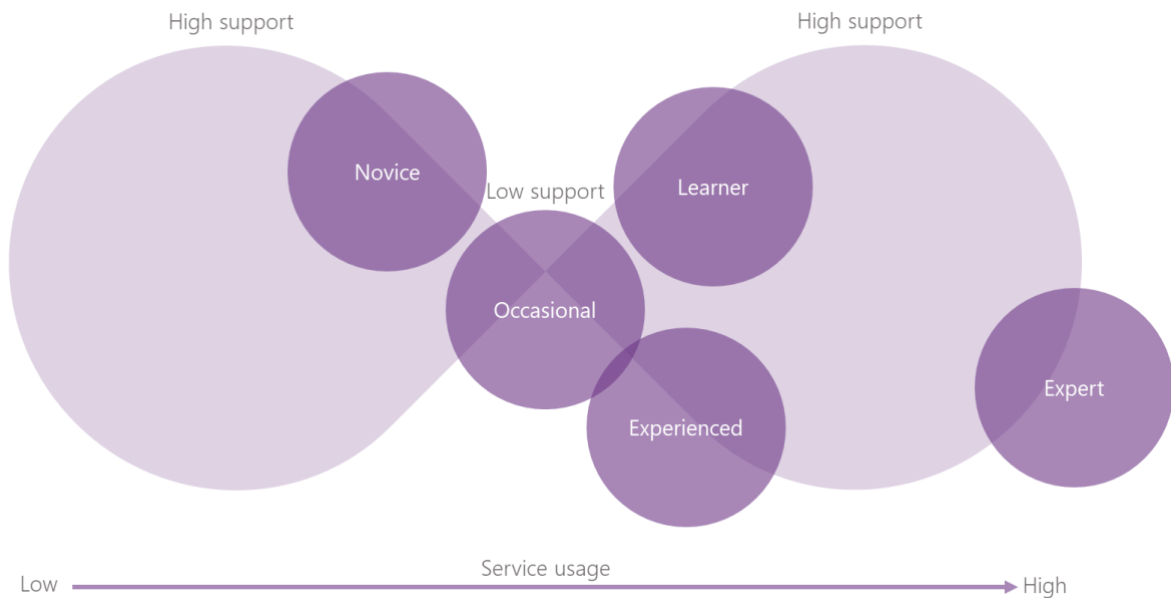 High support
High support
Novice
Learner
Low support
Occasional
Expert
Experienced
Service usage
Low
High